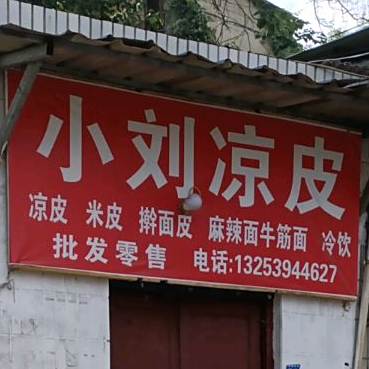 小刘凉皮
凉皮 米皮 擀面皮 麻辣面牛筋面 冷饮
批发零售 电话:13253944627